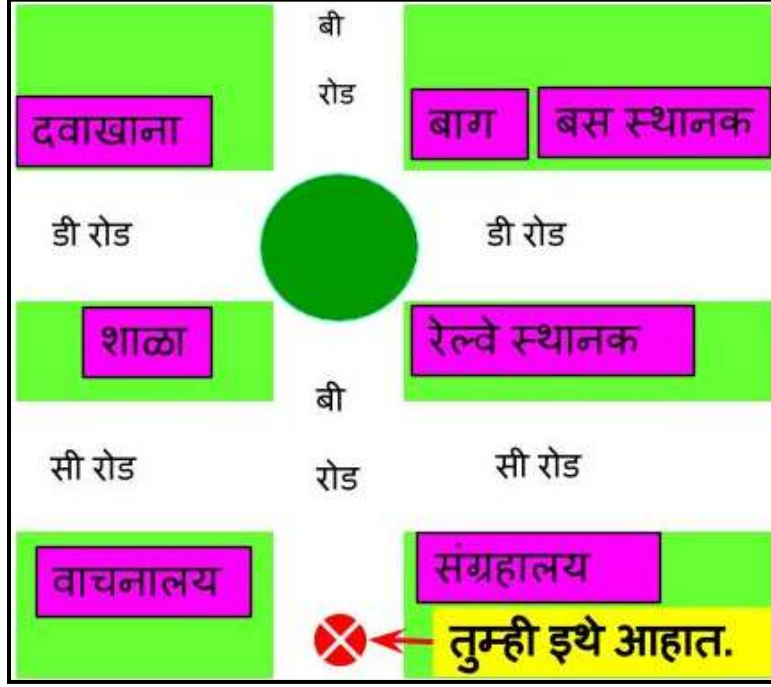 बी
रोड
दवाखाना
बाग
बस स्थानक
डी रोड
डी रोड
शाळा
रेल्वे स्थानक
बी
रोड
सी रोड
सी रोड
वाचनालय
संग्रहालय
तुम्ही इथे आहात.